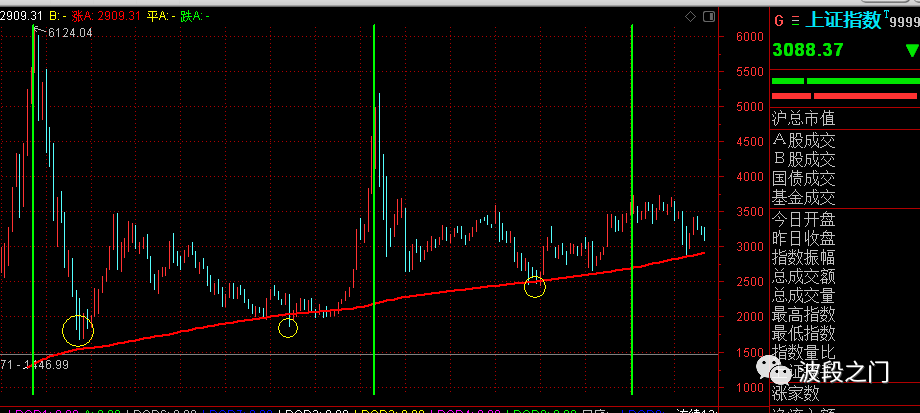 2909.31 B: - 涨A: 2909.31 平A: - 跌A: -
6124.04
71 - 1446.99
6000
5500
5000
4500
4000
3500
3000
2500
2000
1500
1000
G 上证指数 T 9999
3088.37
沪总市值
A股成交
B股成交
国债成交
基金成交
今日开盘
昨日收盘
指数振幅
总成交额
总成交量
最高指数
最低指数
指数量比
波段之门
涨家数